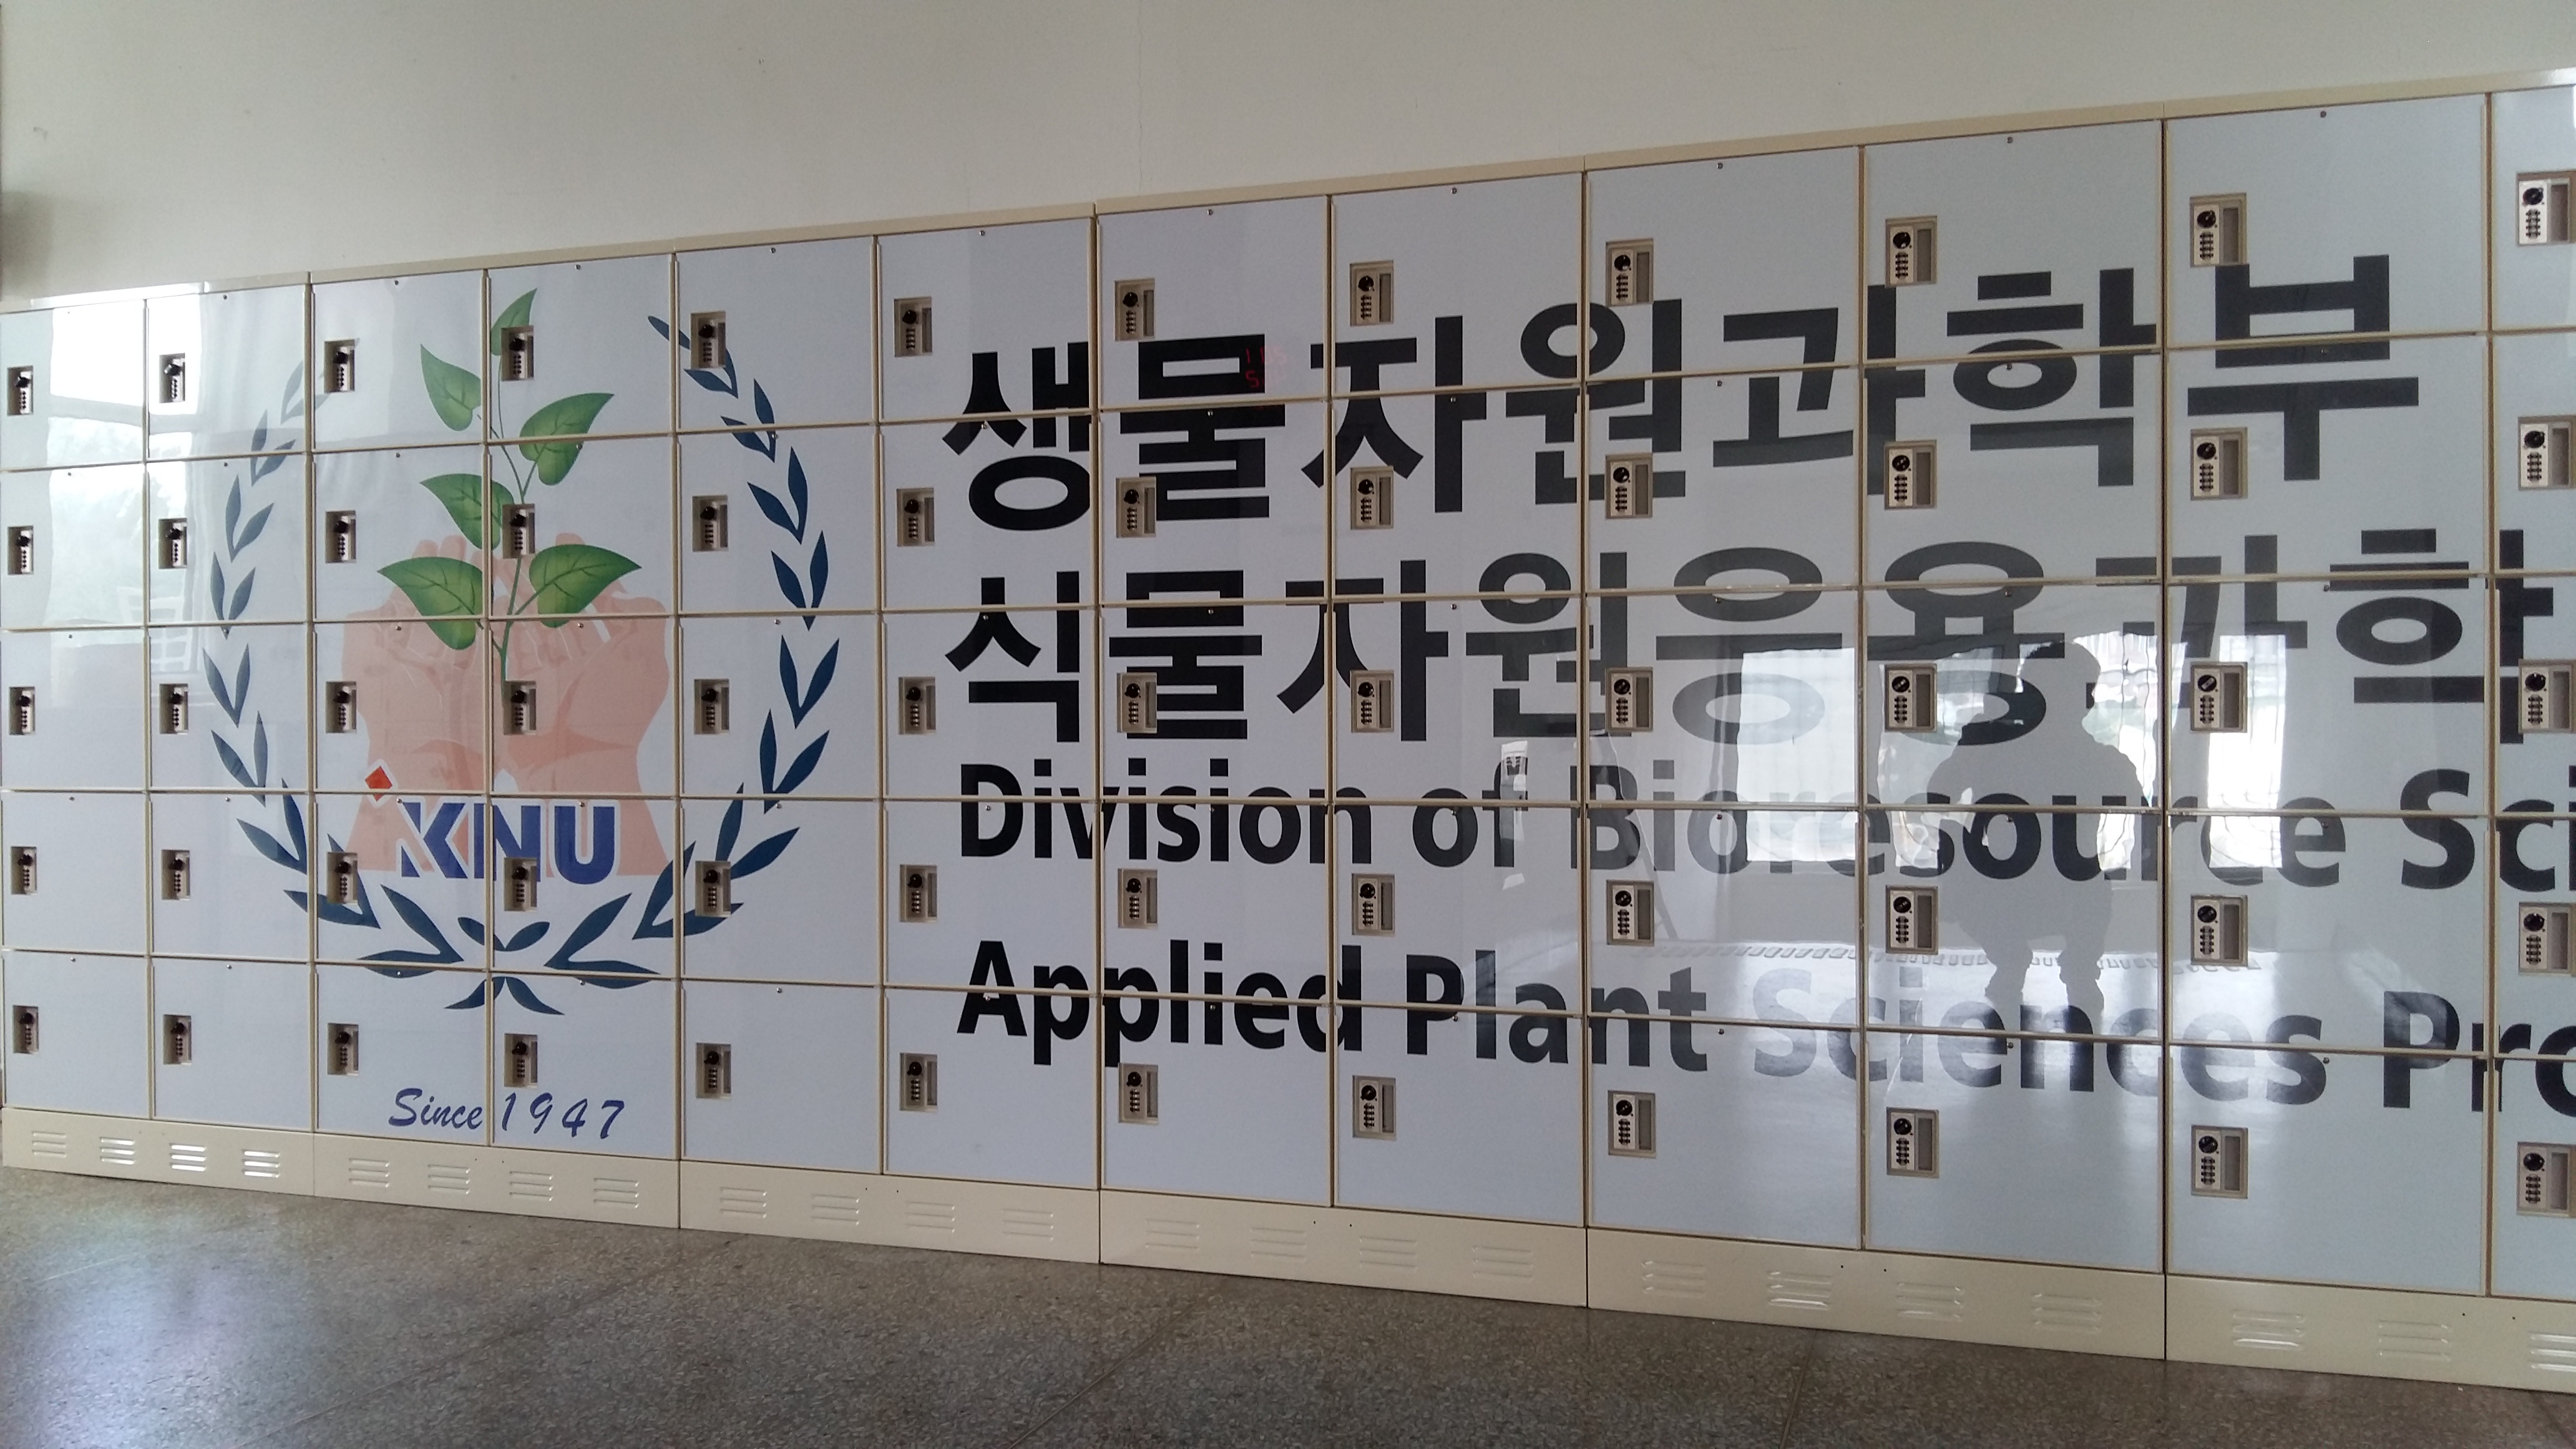 KNU
Since 1947
생물자원과학부
식물자원응용과학
Division of Bioresource Sci
Applied Plant Sciences Pro